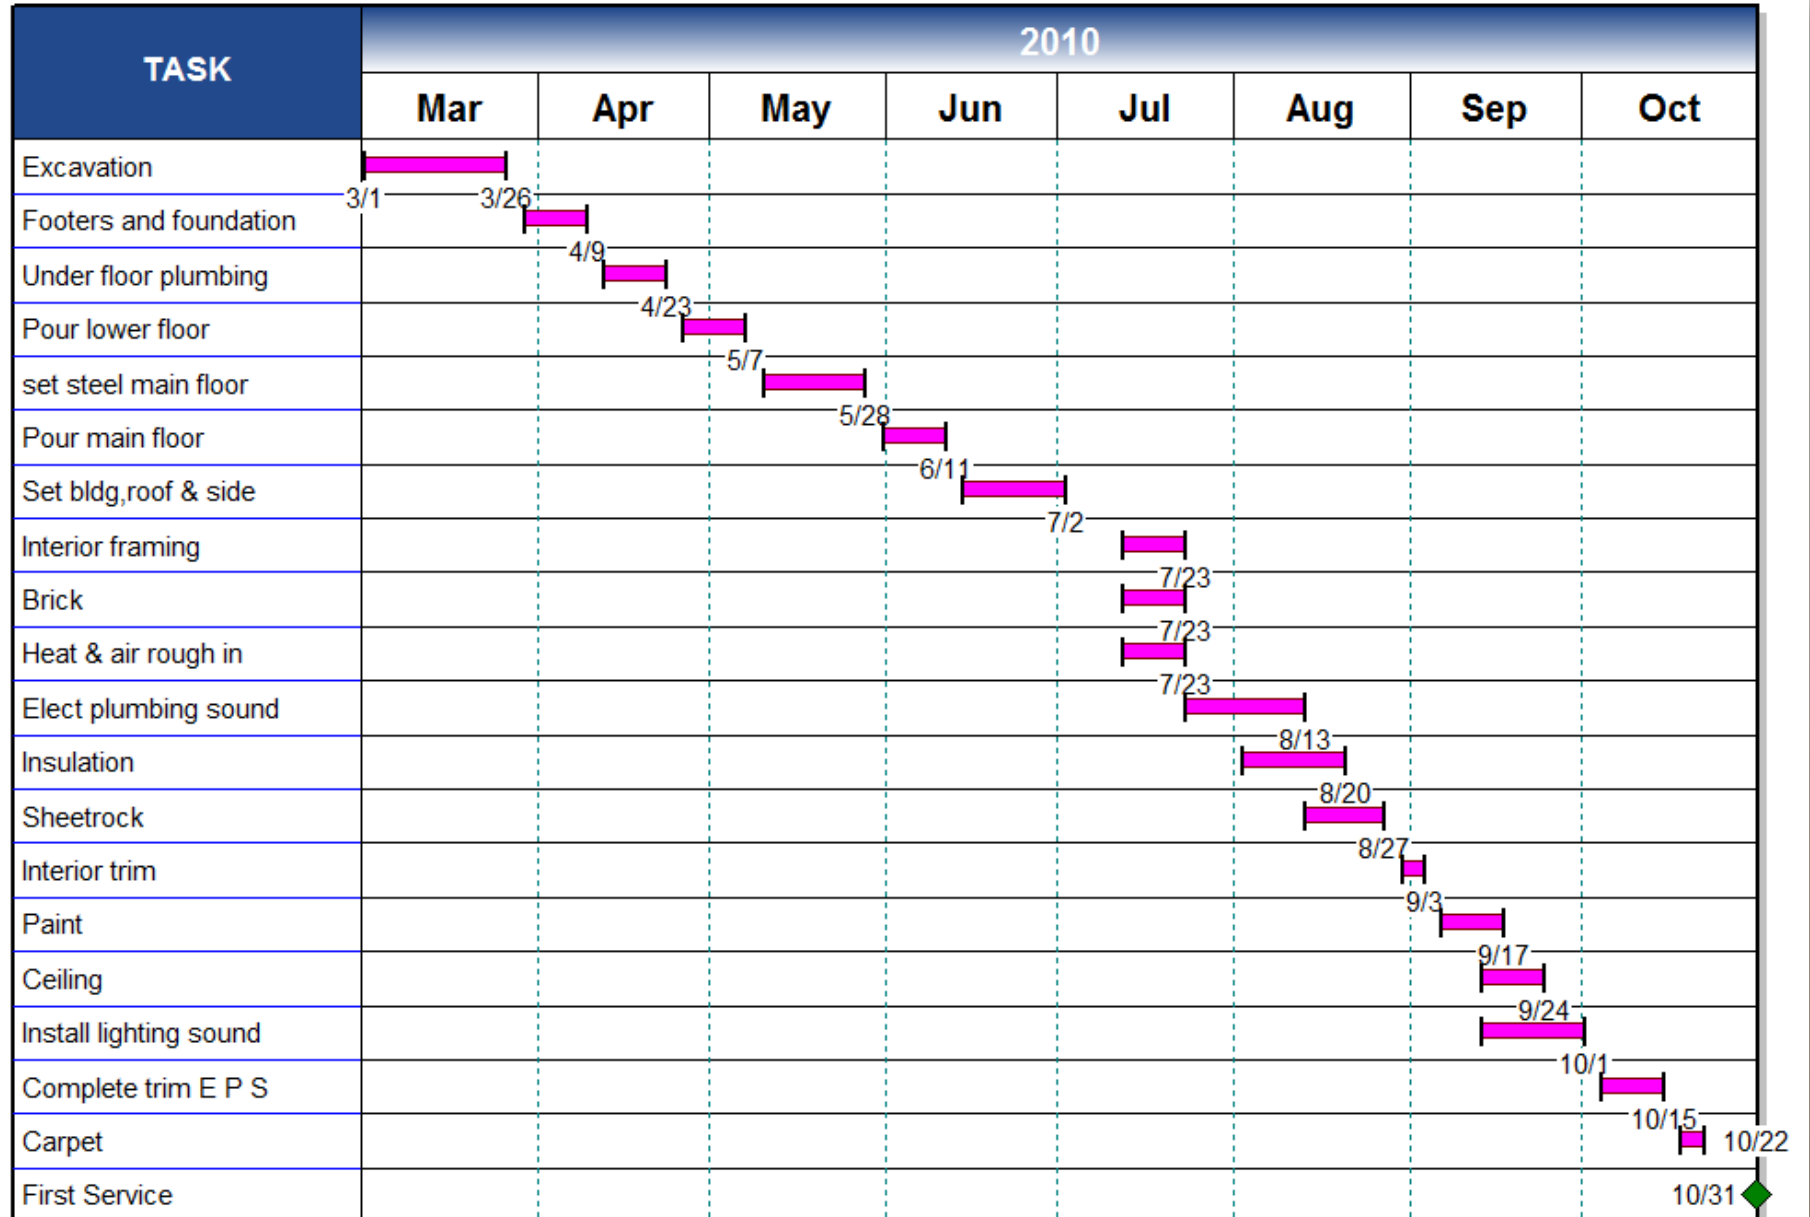 TASK
2010
Mar Apr May Jun Jul Aug Sep Oct
Excavation
3/1 3/26
Footers and foundation
4/9
Under floor plumbing
4/23
Pour lower floor
5/7
set steel main floor
5/28
Pour main floor
6/11
Set bldg,roof & side
7/2
Interior framing
7/23
Brick
7/23
Heat & air rough in
7/23
Elect plumbing sound
8/13
Insulation
8/20
Sheetrock
8/27
Interior trim
9/3
Paint
9/17
Ceiling
9/24
Install lighting sound
10/1
Complete trim E P S
10/15
Carpet 10/22
First Service 10/31